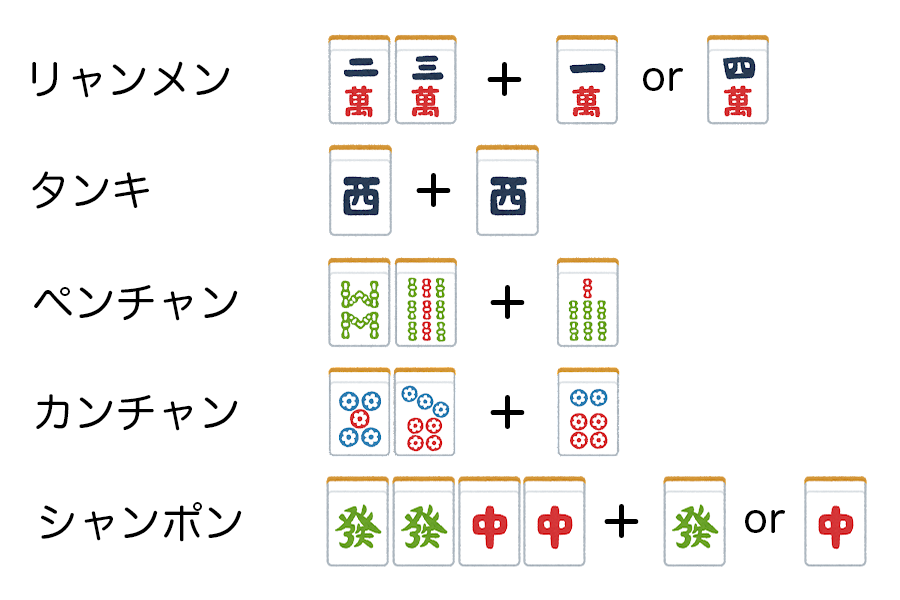 リャンメン 二萬 三萬 + 一萬 or 四萬
タンキ 西 + 西
ペンチャン +
カンチャン +
シャンポン 發 發 中 中 + 發 or 中